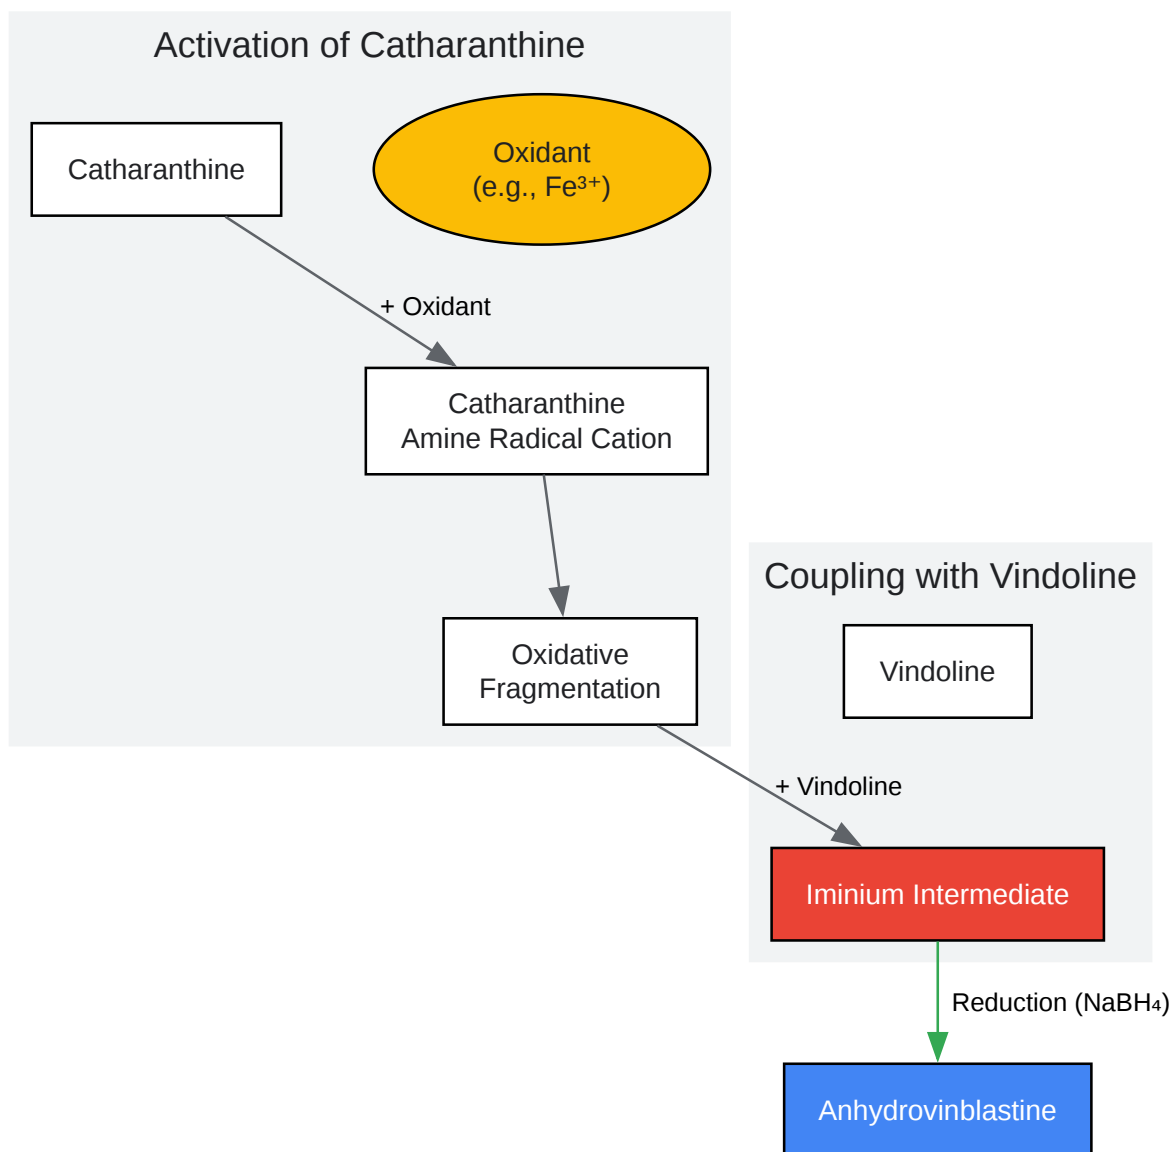 Activation of Catharanthine
Catharanthine
Oxidant
(e.g., Fe³⁺)
+ Oxidant
Catharanthine
Amine Radical Cation
Oxidative
Fragmentation
Coupling with Vindoline
Vindoline
+ Vindoline
Iminium Intermediate
Reduction (NaBH₄)
Anhydrovinblastine